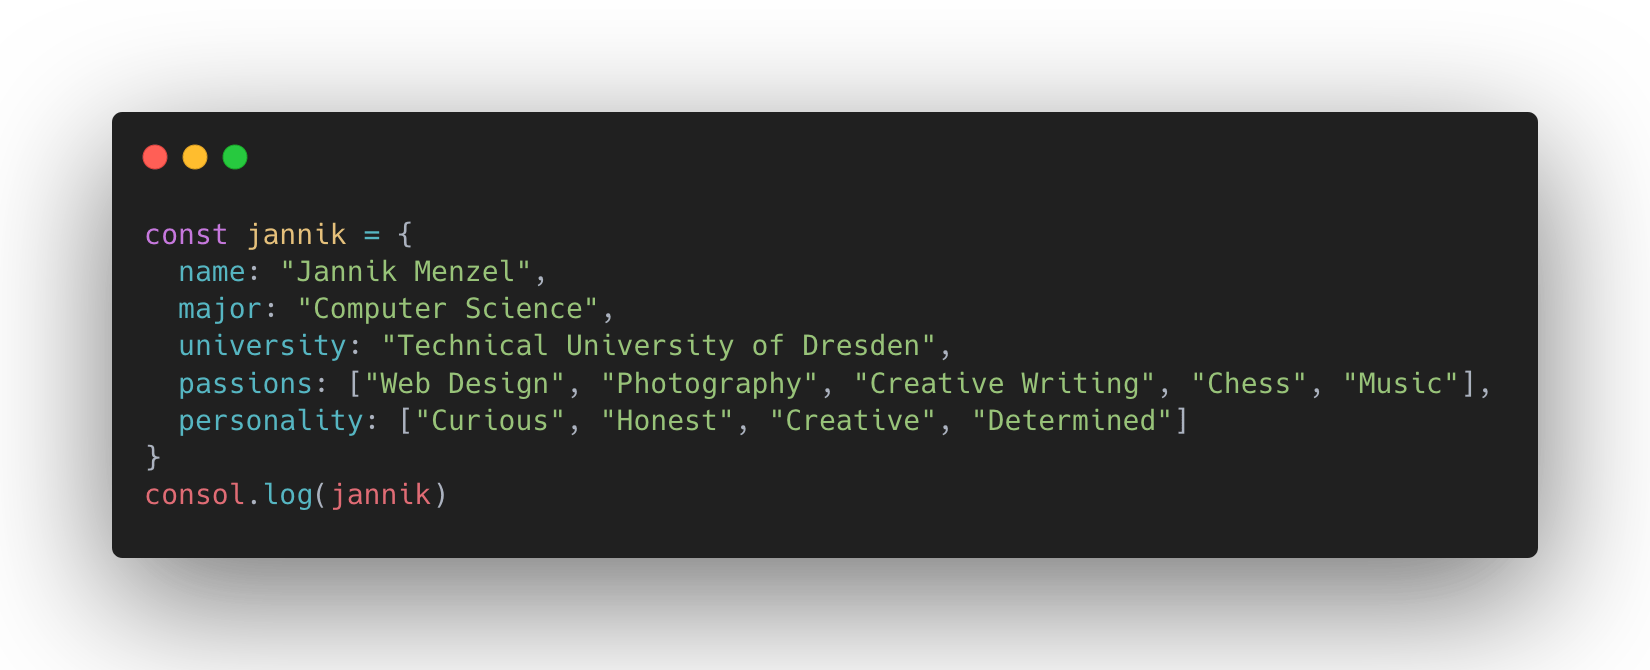 const jannik = {
  name: "Jannik Menzel",
  major: "Computer Science",
  university: "Technical University of Dresden",
  passions: ["Web Design", "Photography", "Creative Writing", "Chess", "Music"],
  personality: ["Curious", "Honest", "Creative", "Determined"]
}
consol.log(jannik)